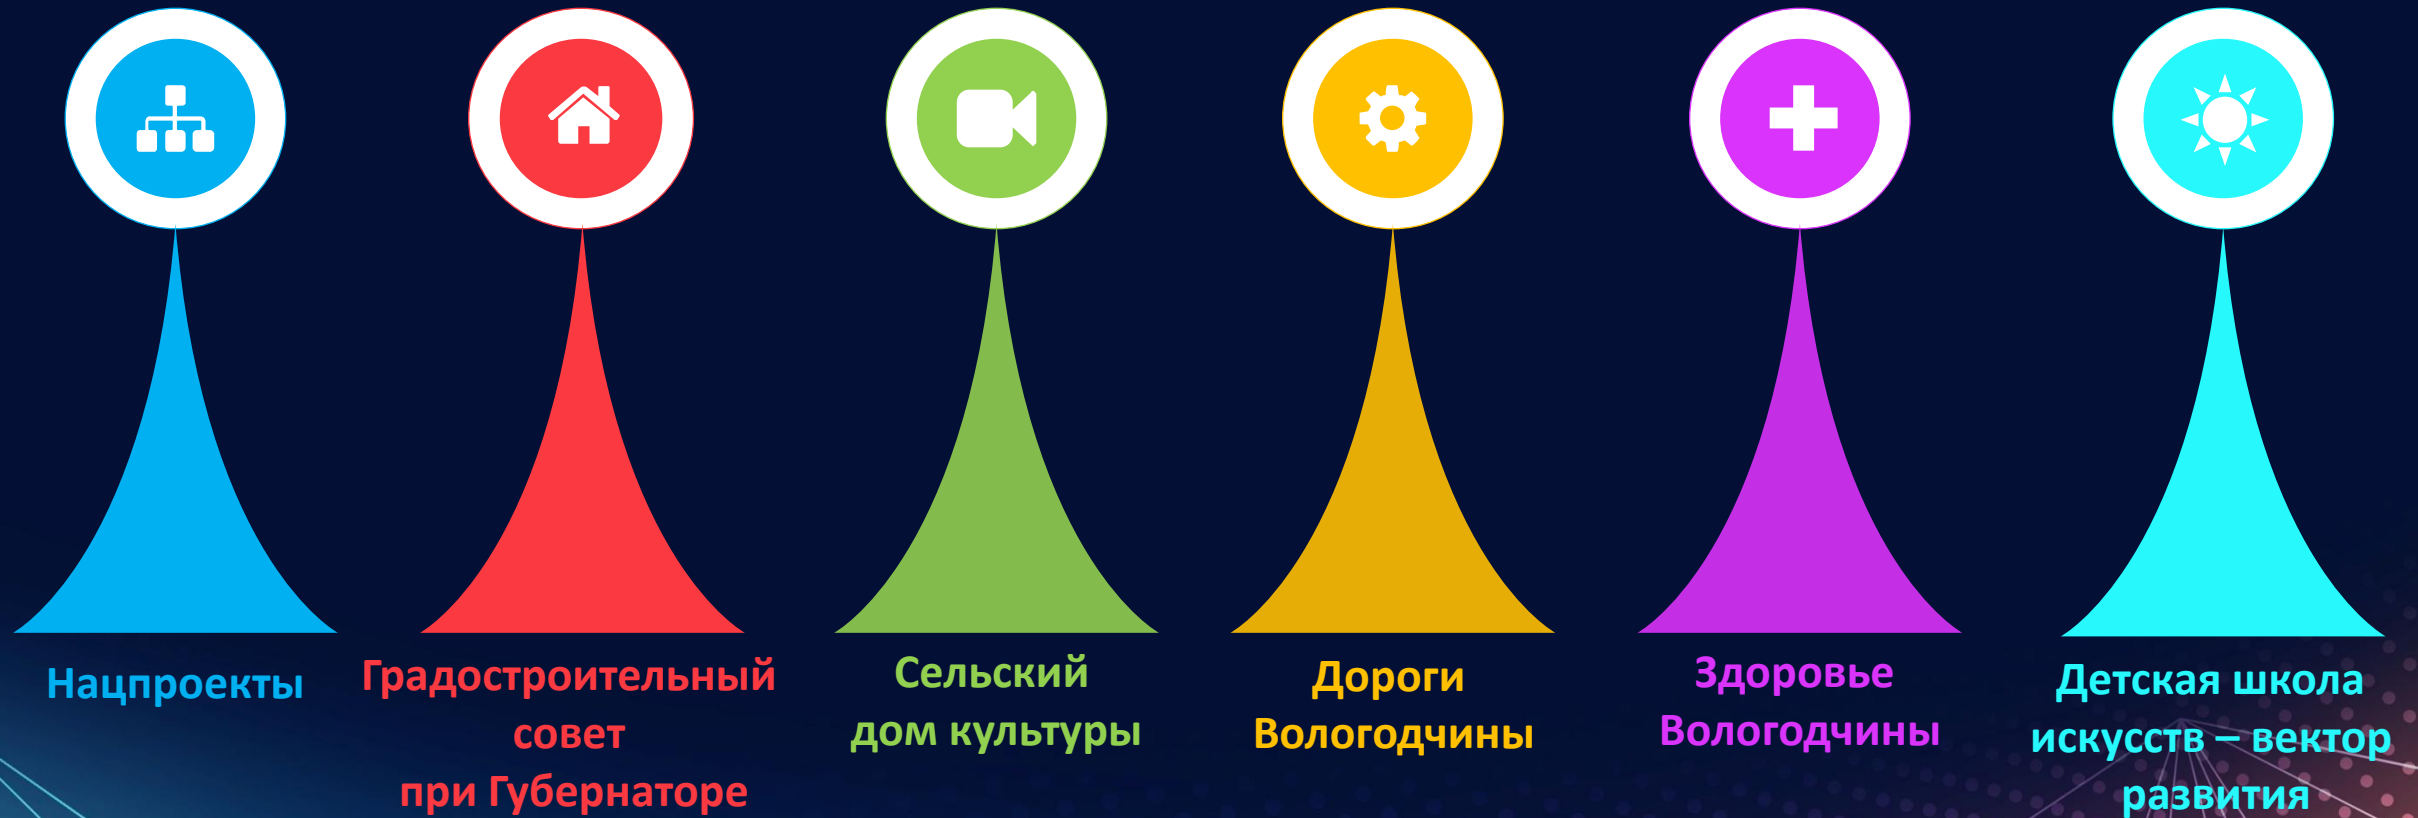 Нацпроекты
Градостроительный
совет
при Губернаторе
Сельский
дом культуры
Дороги
Вологодчины
Здоровье
Вологодчины
Детская школа
искусств – вектор
развития